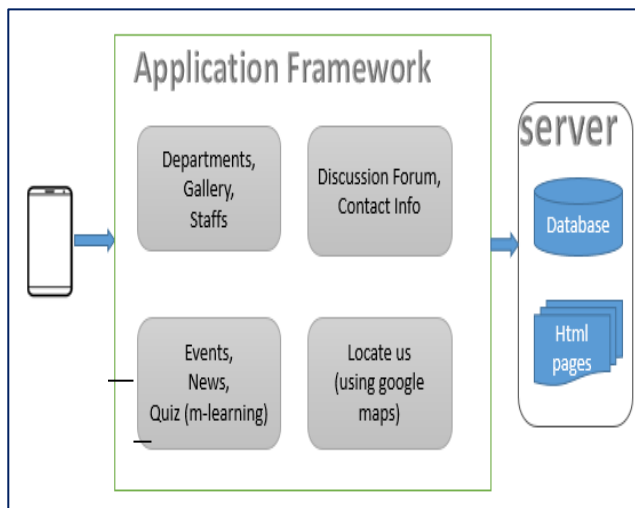 Application Framework
Departments,
Gallery,
Staffs
Discussion Forum,
Contact Info
Events,
News,
Quiz (m-learning)
Locate us
(using google
maps)
server
Database
Html
pages